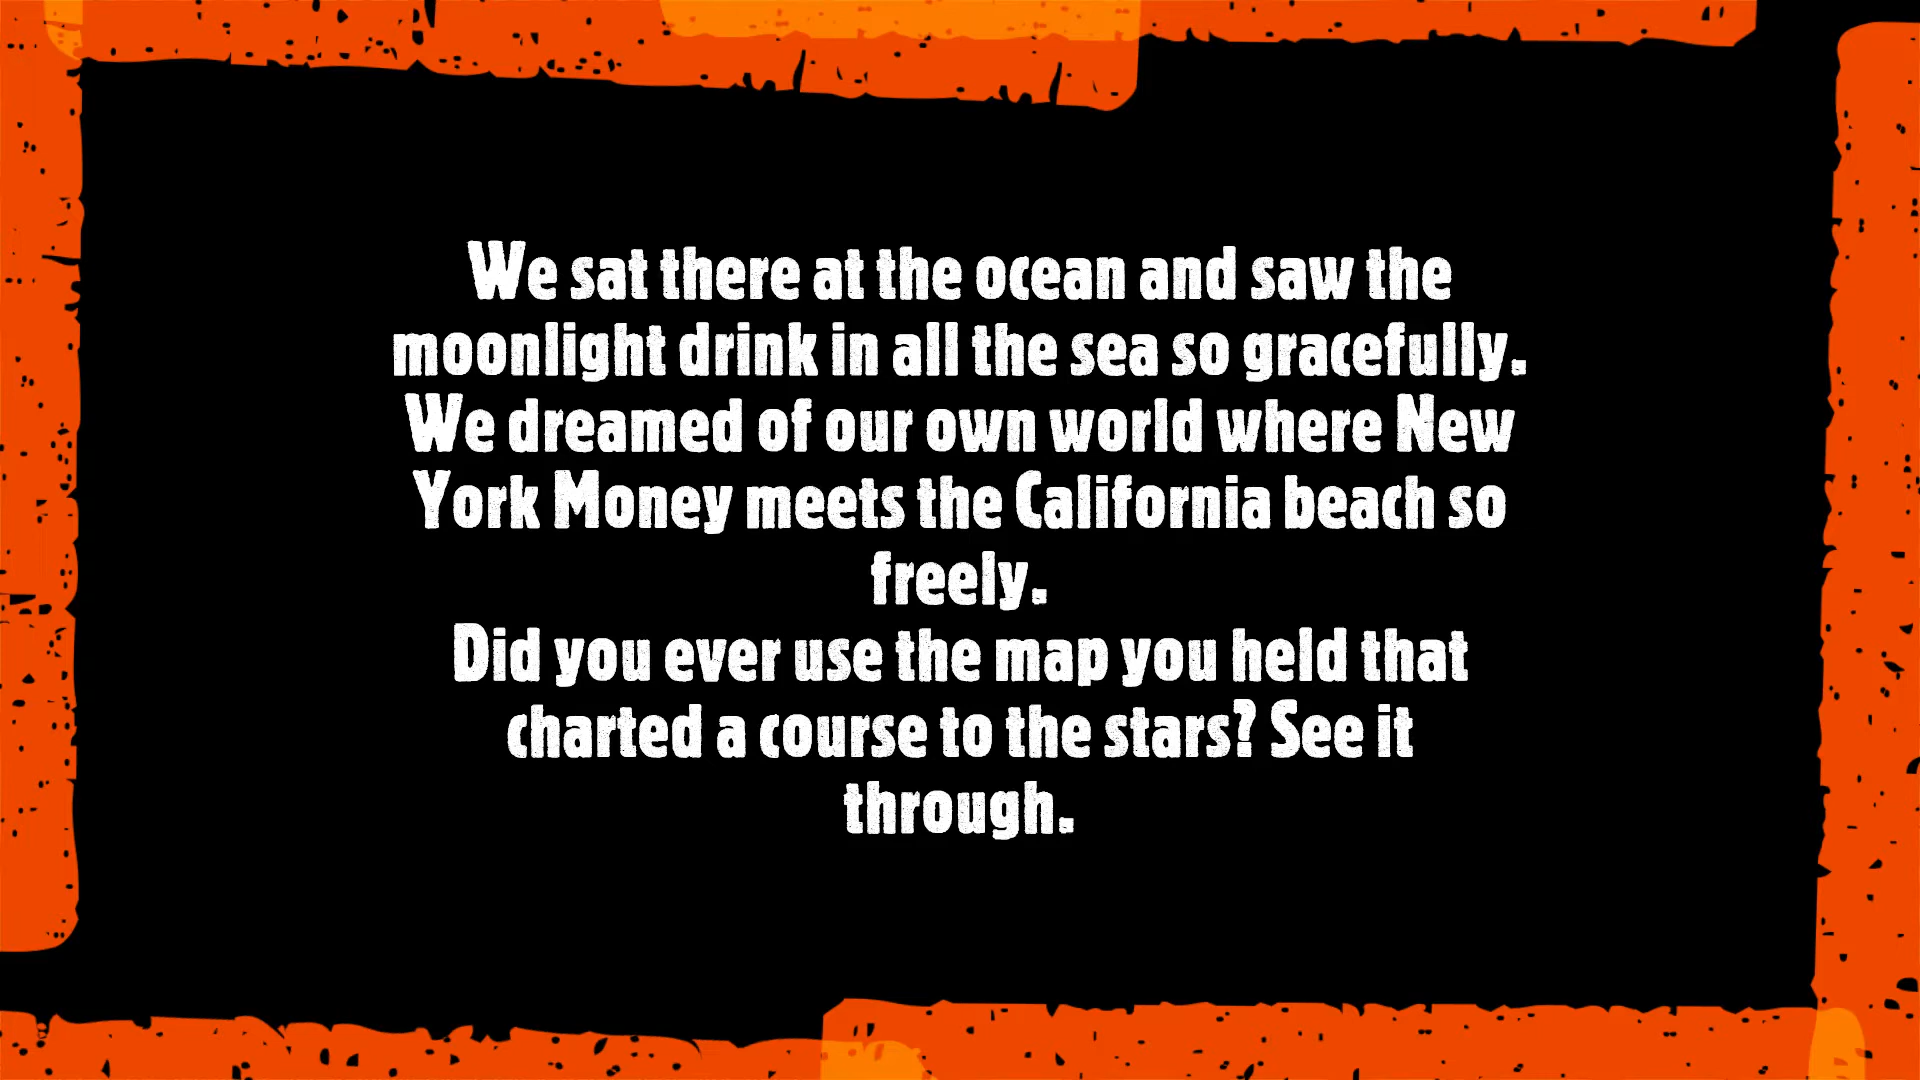 We sat there at the ocean and saw the
moonlight drink in all the sea so gracefully.
We dreamed of our own world where New
York Money meets the California beach so
freely.
Did you ever use the map you held that
charted a course to the stars? See it
through.